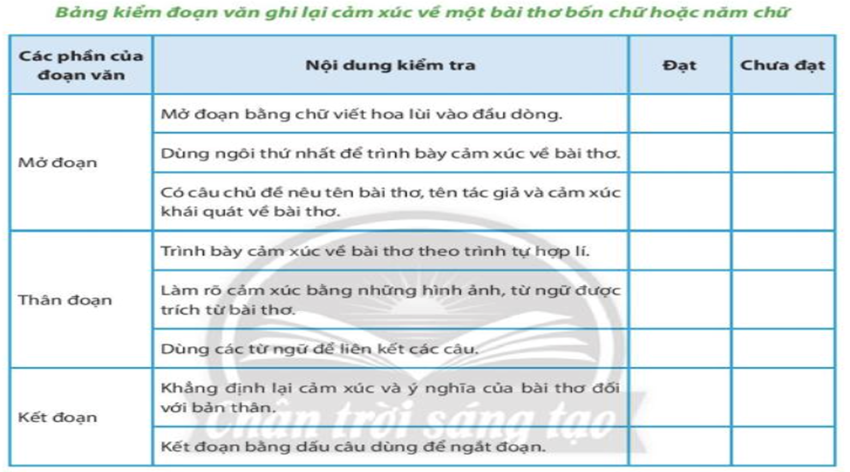 Bảng kiểm đoạn văn ghi lại cảm xúc về một bài thơ bốn chữ hoặc năm chữ
Các phần của
đoạn văn
Nội dung kiểm tra
Đạt
Chưa đạt
Mở đoạn
Mở đoạn bằng chữ viết hoa lùi vào đầu dòng.
Dùng ngôi thứ nhất để trình bày cảm xúc về bài thơ.
Có câu chủ đề nêu tên bài thơ, tên tác giả và cảm xúc
khái quát về bài thơ.
Thân đoạn
Trình bày cảm xúc về bài thơ theo trình tự hợp lí.
Làm rõ cảm xúc bằng những hình ảnh, từ ngữ được
trích từ bài thơ.
Dùng các từ ngữ để liên kết các câu.
Kết đoạn
Khẳng định lại cảm xúc và ý nghĩa của bài thơ đối
với bản thân.
Kết đoạn bằng dấu câu dùng để ngắt đoạn.
Chân trời sáng tạo